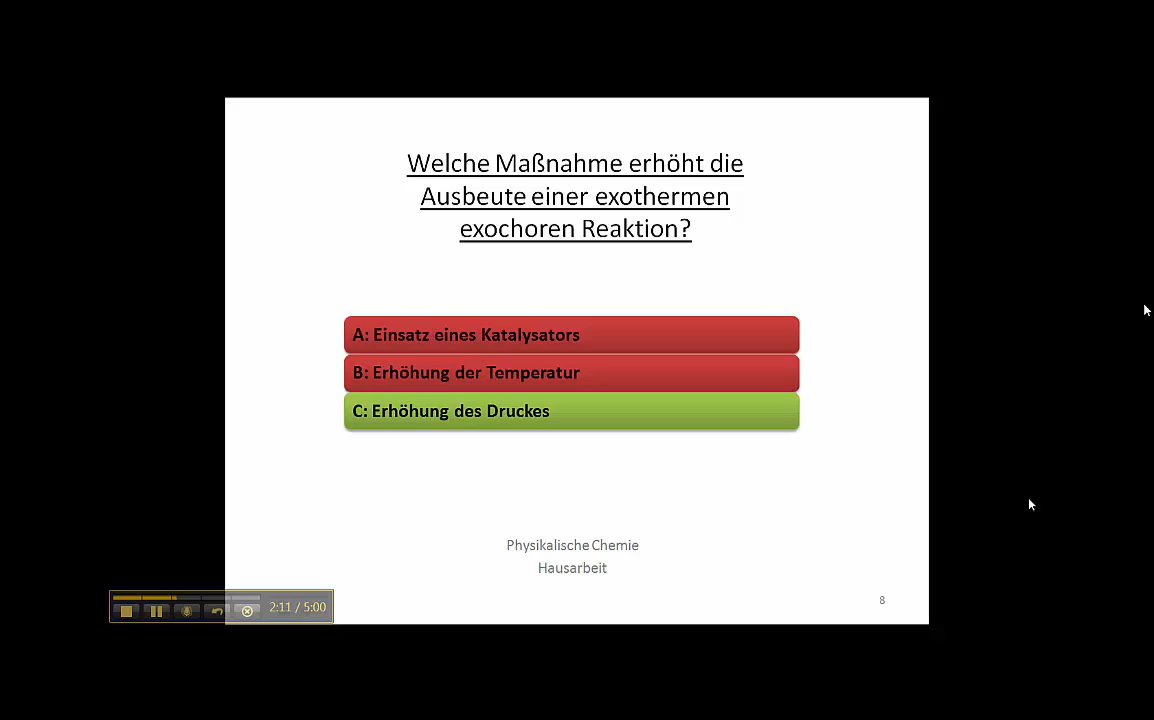 Welche Maßnahme erhöht die
Ausbeute einer exothermen
exochoren Reaktion?
A: Einsatz eines Katalysators
B: Erhöhung der Temperatur
C: Erhöhung des Druckes
Physikalische Chemie
Hausarbeit
8
2:11 / 5:00